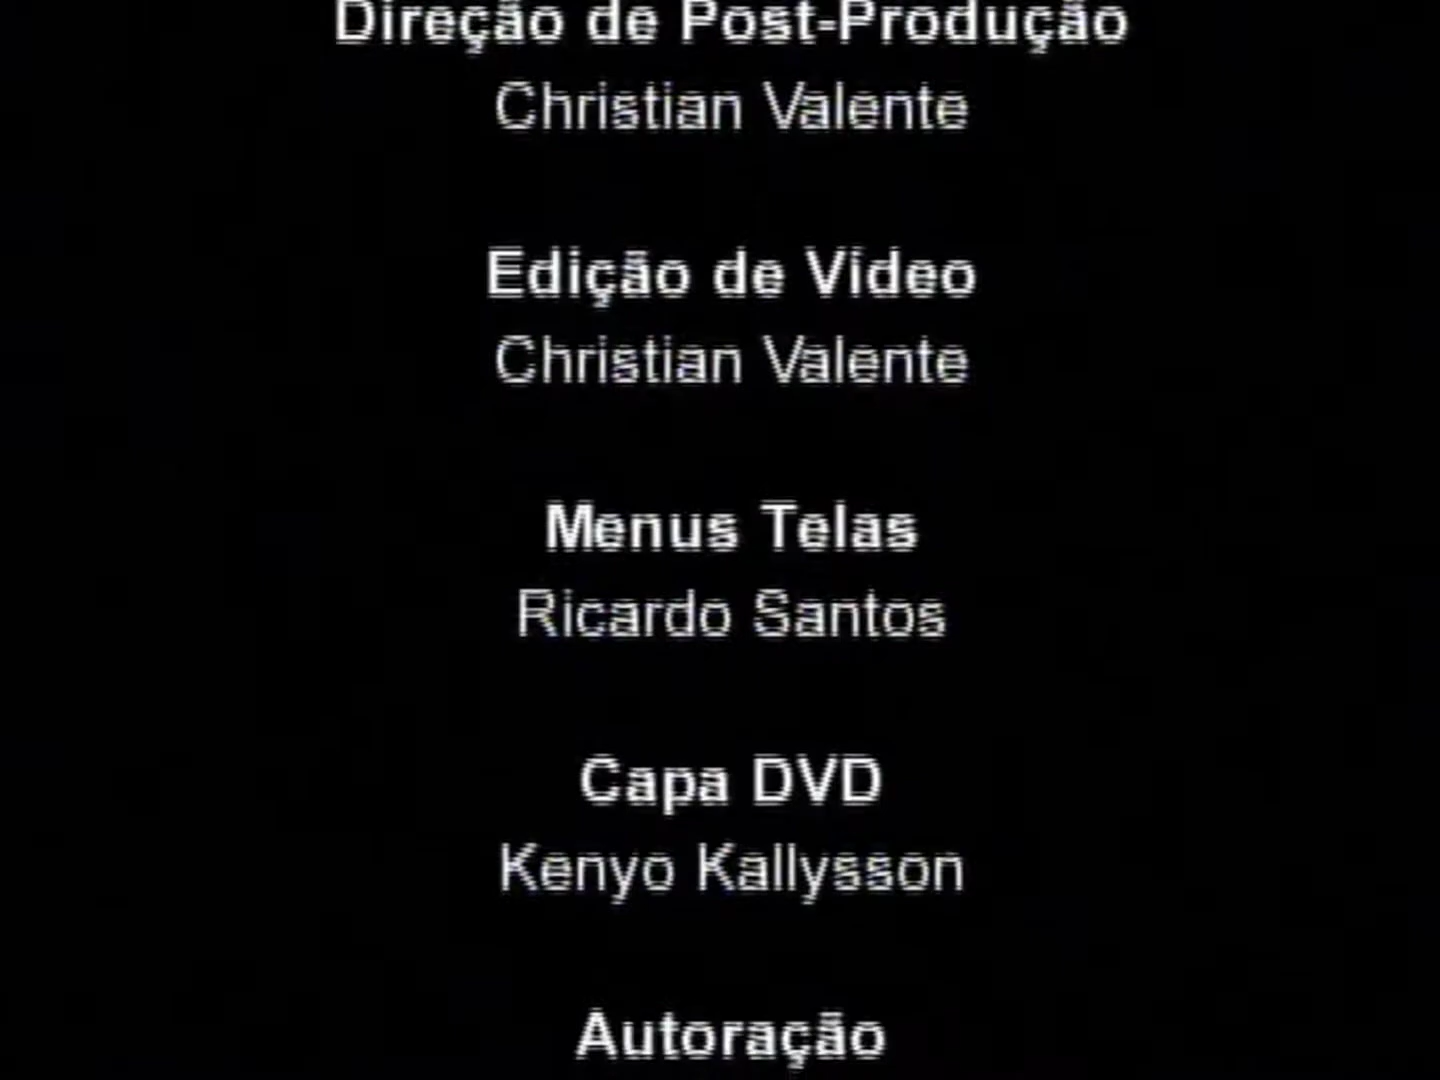 Direção de Post-Produção
Christian Valente
Edição de Vídeo
Christian Valente
Menus Telas
Ricardo Santos
Capa DVD
Kenyo Kallysson
Autoração